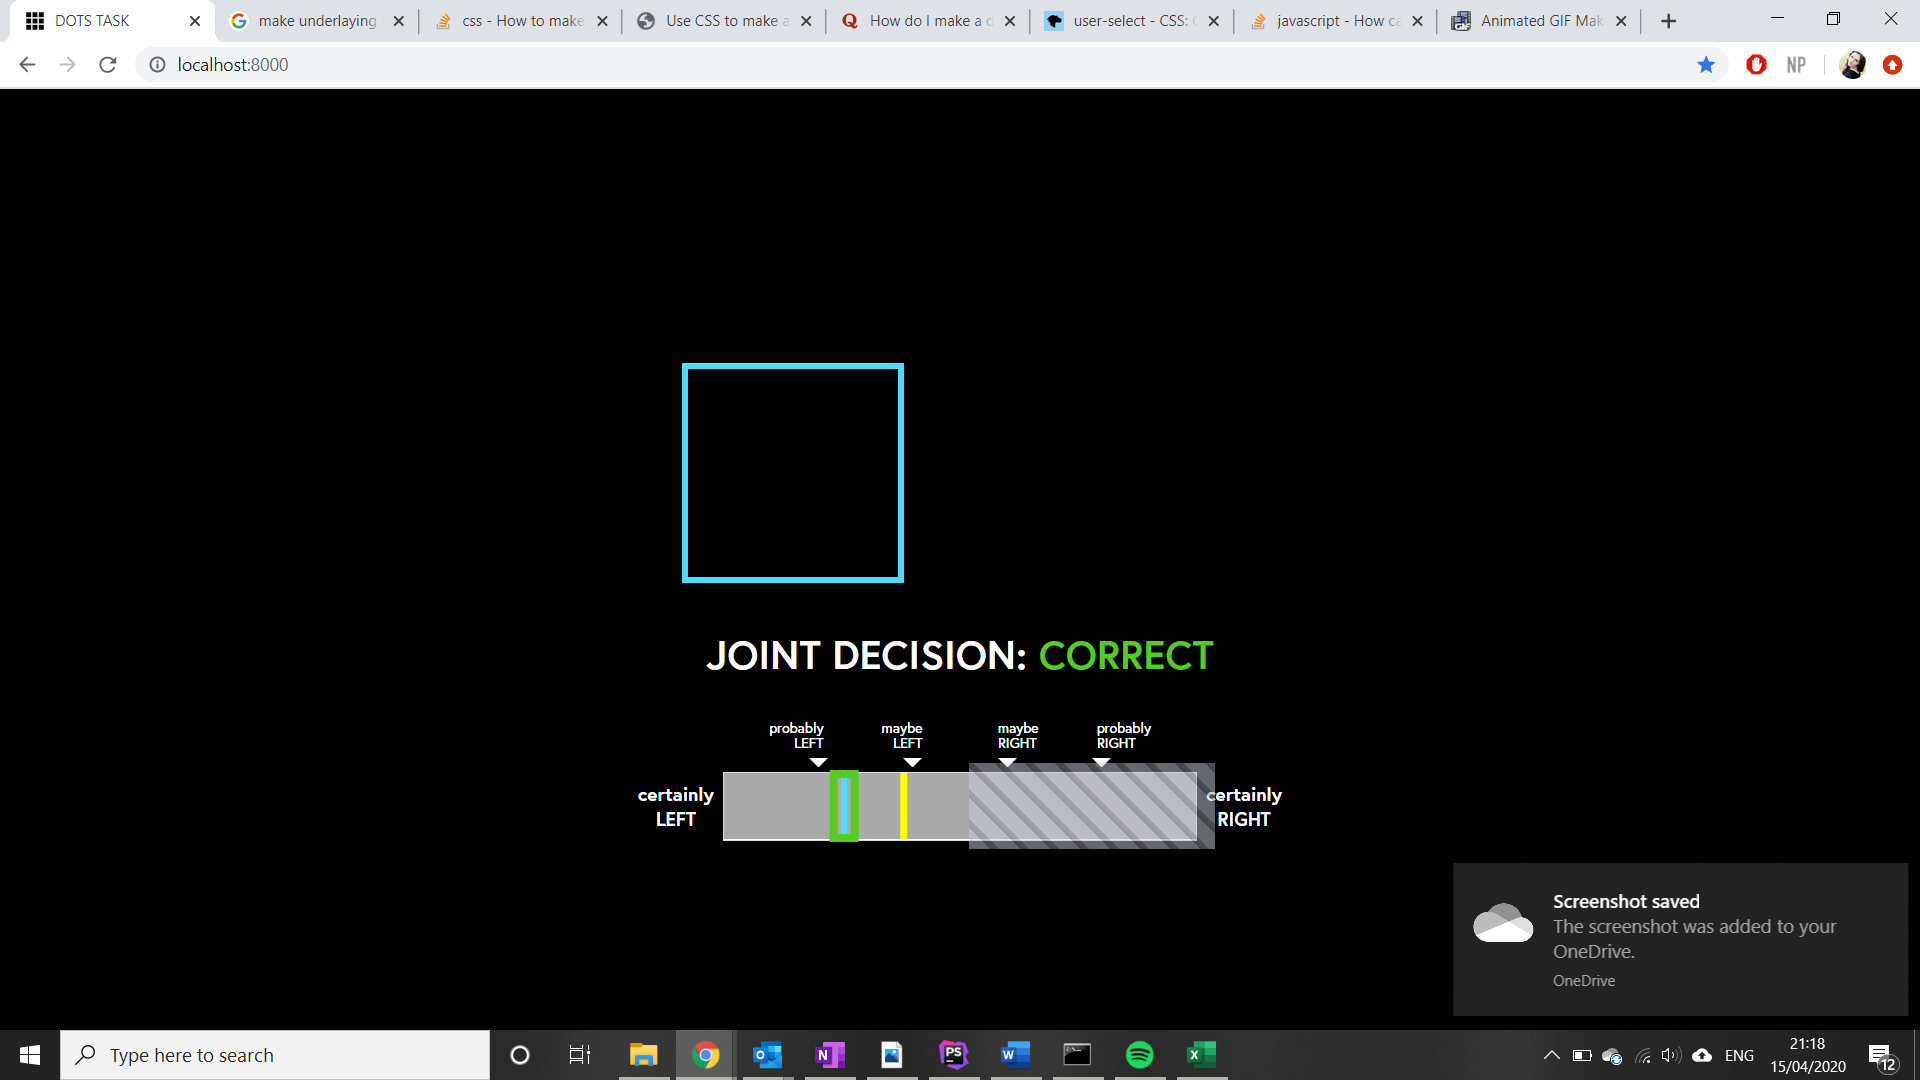 DOTS TASK
make underlaying
css - How to make
Use CSS to make a
How do I make a d
user-select - CSS: C
javascript - How ca
Animated GIF Mak
localhost:8000
NP
JOINT DECISION: CORRECT
probably
LEFT
maybe
LEFT
maybe
RIGHT
probably
RIGHT
certainly
LEFT
certainly
RIGHT
Screenshot saved
The screenshot was added to your
OneDrive.
OneDrive
Type here to search
ENG
21:18
15/04/2020
12